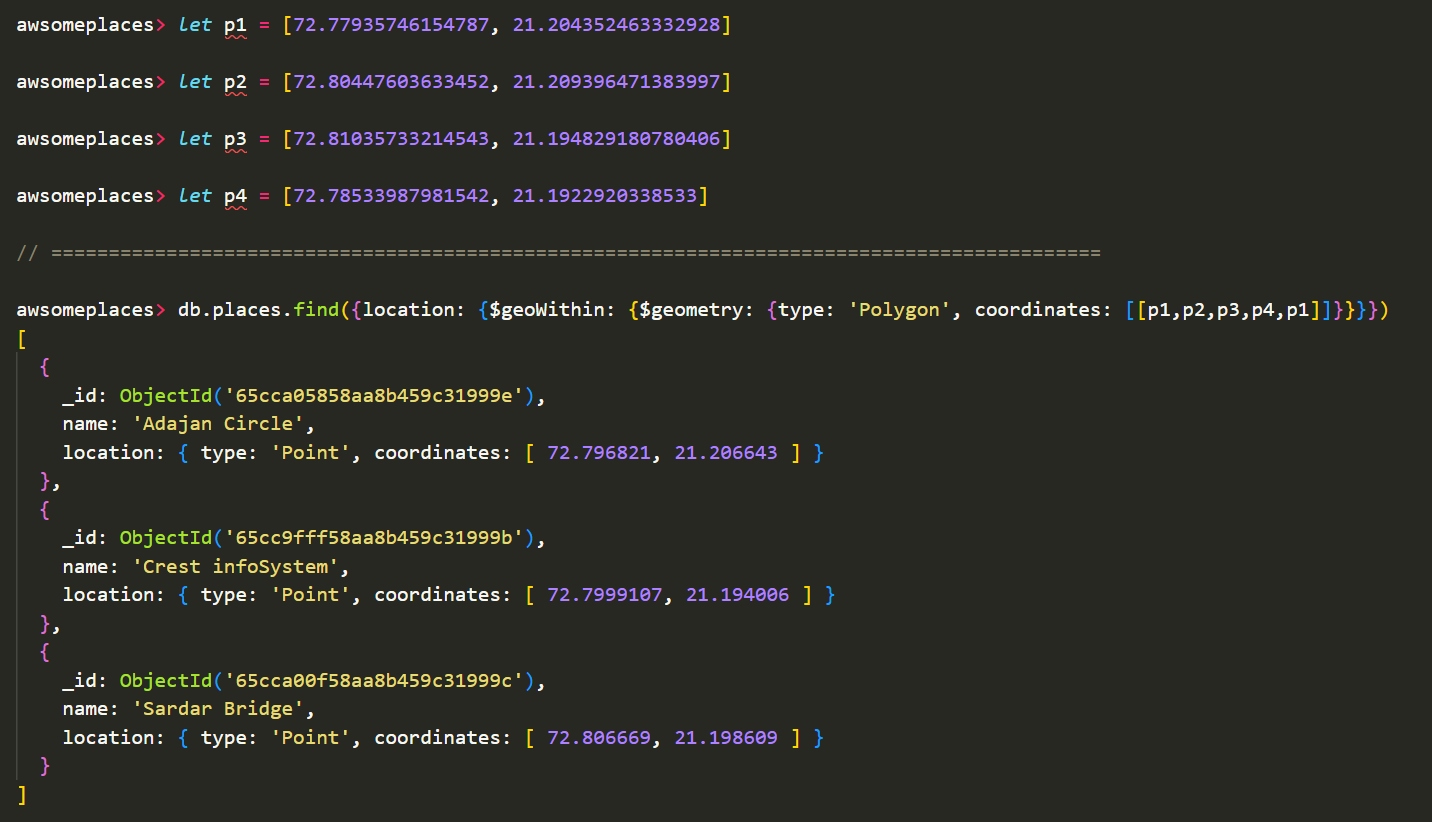 awsomeplaces> let p1 = [72.77935746154787, 21.204352463332928]
awsomeplaces> let p2 = [72.80447603633452, 21.209396471383997]
awsomeplaces> let p3 = [72.81035733214543, 21.194829180780406]
awsomeplaces> let p4 = [72.78533987981542, 21.1922920338533]
// ===========================================================================================
awsomeplaces> db.places.find({location: {$geoWithin: {$geometry: {type: 'Polygon', coordinates: [[p1,p2,p3,p4,p1]]}}}})
[
  {
    _id: ObjectId('65cca05858aa8b459c31999e'),
    name: 'Adajan Circle',
    location: { type: 'Point', coordinates: [ 72.796821, 21.206643 ] }
  },
  {
    _id: ObjectId('65cc9fff58aa8b459c31999b'),
    name: 'Crest infoSystem',
    location: { type: 'Point', coordinates: [ 72.7999107, 21.194006 ] }
  },
  {
    _id: ObjectId('65cca00f58aa8b459c31999c'),
    name: 'Sardar Bridge',
    location: { type: 'Point', coordinates: [ 72.806669, 21.198609 ] }
  }
]